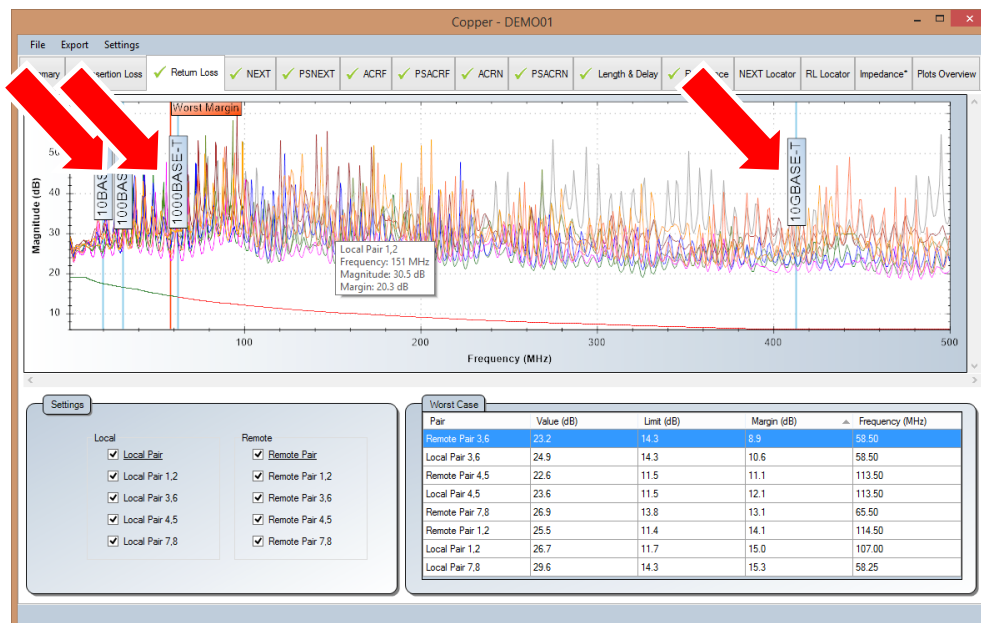 Copper - DEMO01
File Export Settings
Return Loss NEXT PSNEXT ACRF PSACRF ACRN PSACRN Length & Delay NEXT Locator RL Locator Impedance* Plots Overview
Worst Margin
10BAS
100BAS
1000BASE-T
10GBASE-T
Magnitude (dB)
40
30
20
10
Local Pair 1,2
Frequency: 151 MHz
Magnitude: 30.5 dB
Margin: 20.3 dB
100 200 300 400 500
Frequency (MHz)
Settings
Local Remote
Local Pair Remote Pair
Local Pair 1,2 Remote Pair 1,2
Local Pair 3,6 Remote Pair 3,6
Local Pair 4,5 Remote Pair 4,5
Local Pair 7,8 Remote Pair 7,8
Worst Case
Pair Value (dB) Limit (dB) Margin (dB) Frequency (MHz)
Remote Pair 3,6 23.2 14.3 8.9 58.50
Local Pair 3,6 24.9 14.3 10.6 58.50
Remote Pair 4,5 22.6 11.5 11.1 113.50
Local Pair 4,5 23.6 11.5 12.1 113.50
Remote Pair 7,8 26.9 13.8 13.1 65.50
Remote Pair 1,2 25.5 11.4 14.1 114.50
Local Pair 1,2 26.7 11.7 15.0 107.00
Local Pair 7,8 29.6 14.3 15.3 58.25